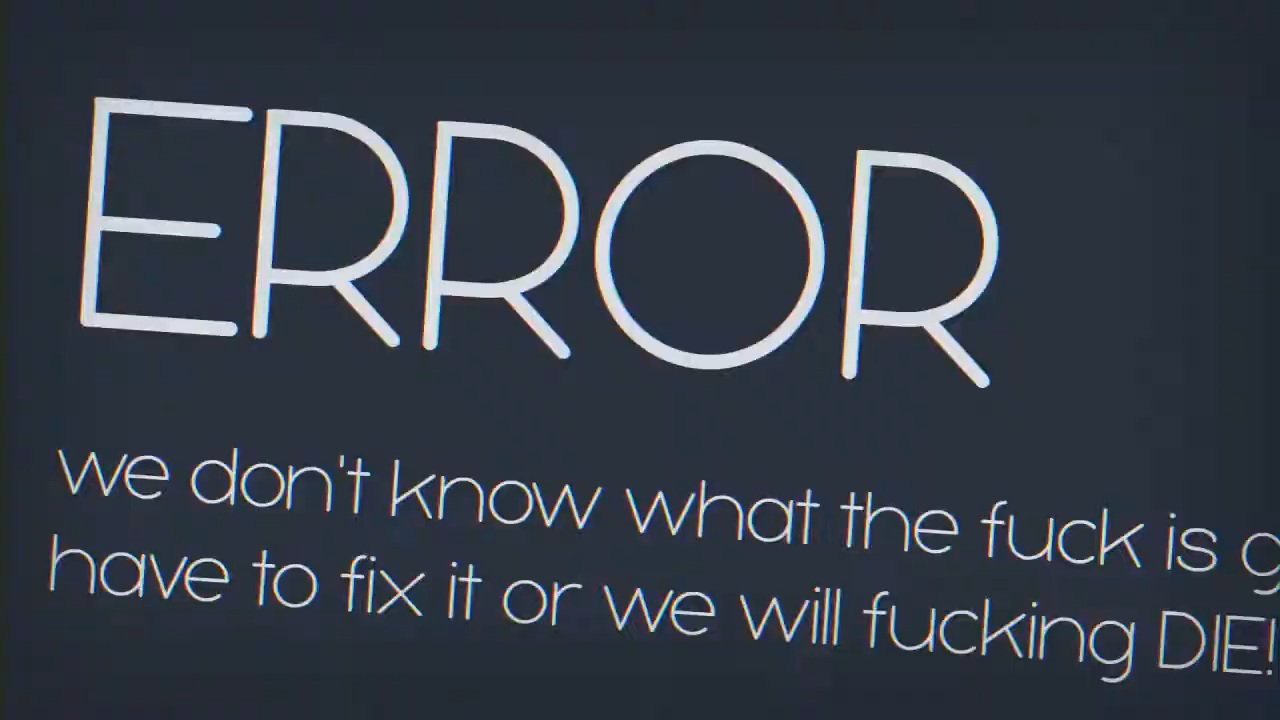 ERROR
we don't know what the fuck is
have to fix it or we will fucking DIE!